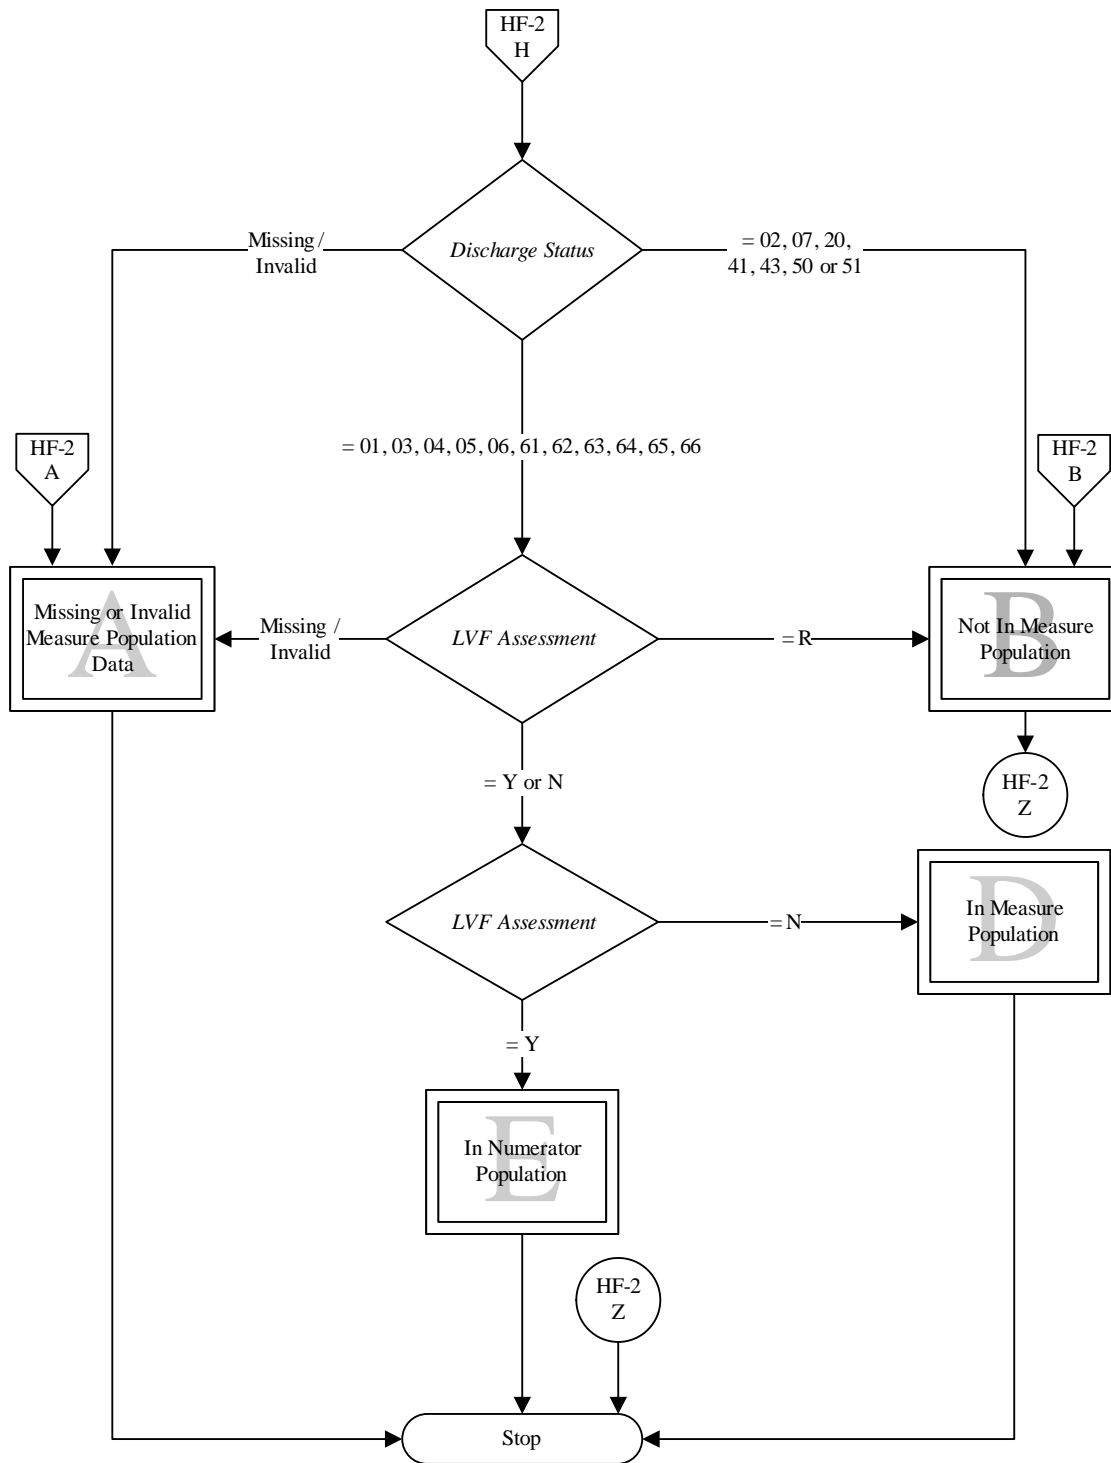 HF-2
H
Discharge Status
Missing /
Invalid
= 02, 07, 20,
41, 43, 50 or 51
= 01, 03, 04, 05, 06, 61, 62, 63, 64, 65, 66
HF-2
A
HF-2
B
A
Missing or Invalid
Measure Population
Data
Missing /
Invalid
LVF Assessment
= R
B
Not In Measure
Population
= Y or N
HF-2
Z
LVF Assessment
= N
D
In Measure
Population
= Y
E
In Numerator
Population
HF-2
Z
Stop